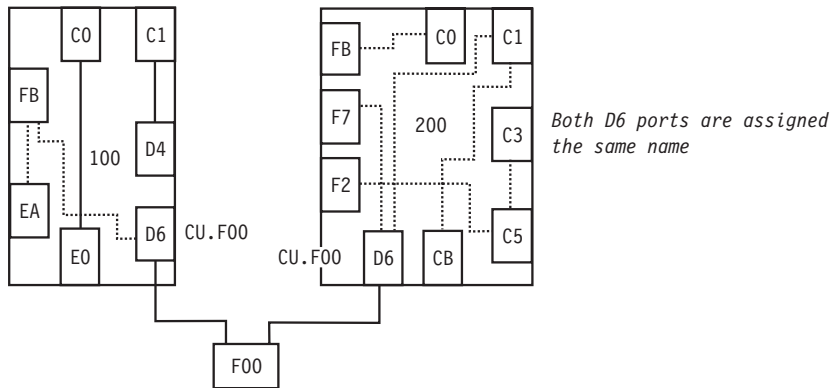 C0
C1
FB
100
D4
EA
D6
CU.F00
E0
FB
C0
C1
F7
200
C3
F2
C5
CU.F00
D6
CB
Both D6 ports are assigned
the same name
F00